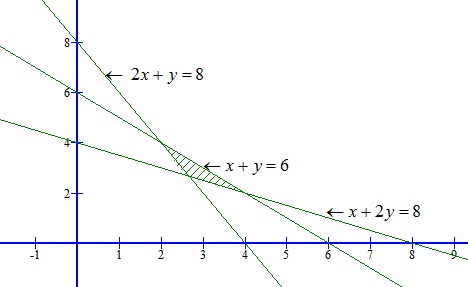 8
← 2x + y = 8
6
4
← x + y = 6
2
← x + 2y = 8
-1 1 2 3 4 5 6 7 8 9